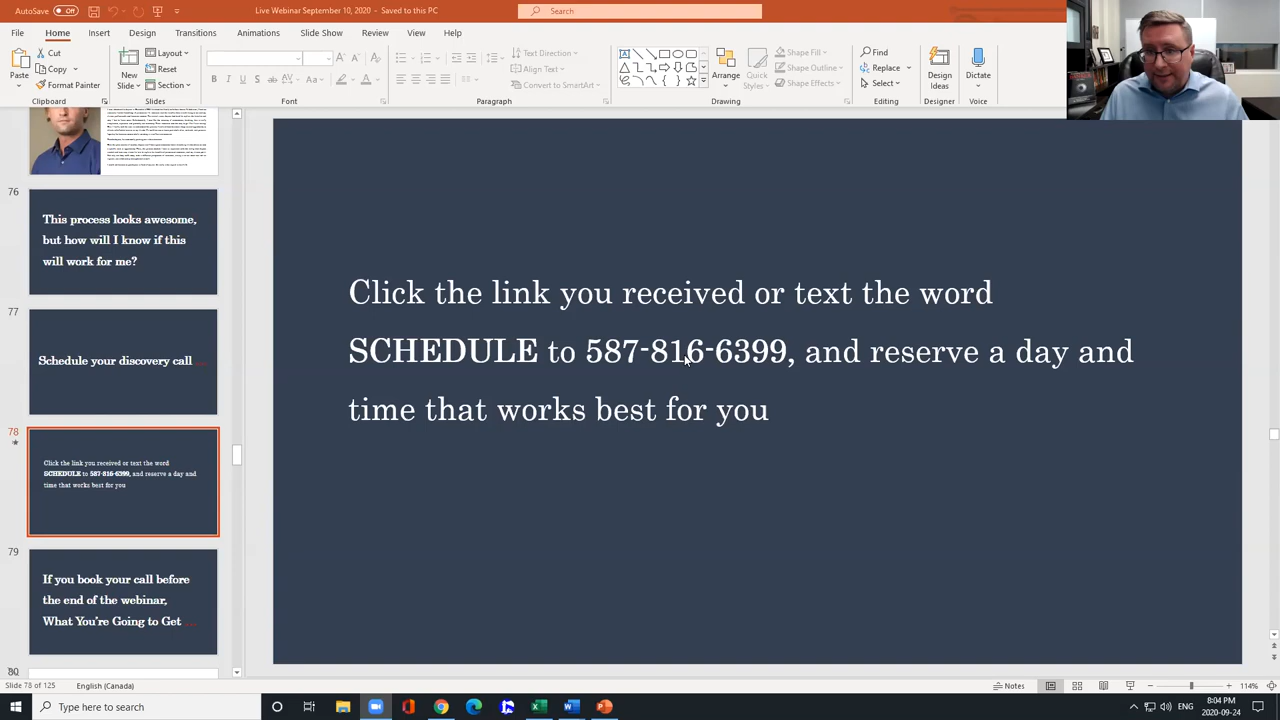 AutoSave Off Live Webinar September 10, 2020 - Saved to this PC Search
File Home Insert Design Transitions Animations Slide Show Review View Help
Paste Cut Copy Format Painter Clipboard
New Slide Layout Reset Section Slides
B I U S ab AV Aa A Font
Text Direction Align Text Convert to SmartArt Paragraph
Arrange Quick Styles Shape Fill Shape Outline Shape Effects Drawing
Find Replace Select Editing
Design Ideas Designer
Dictate Voice
76
This process looks awesome,
but how will I know if this
will work for me?
77
Schedule your discovery call ...
78
Click the link you received or text the word
SCHEDULE to 587-816-6399, and reserve a day and
time that works best for you
79
If you book your call before
the end of the webinar,
What You're Going to Get ...
80
Click the link you received or text the word
SCHEDULE to 587-816-6399, and reserve a day and
time that works best for you
Slide 78 of 125 English (Canada) Notes 114%
Type here to search 8:04 PM
2020-09-24